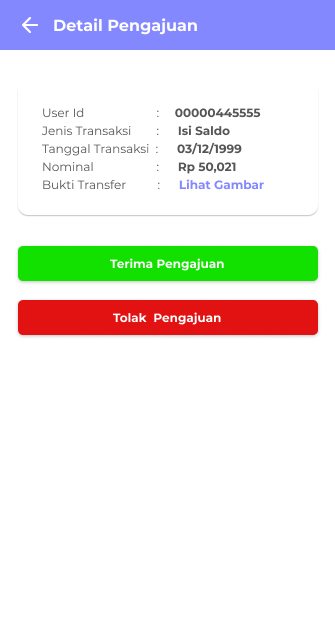 Detail Pengajuan
User Id : 00000445555
Jenis Transaksi : Isi Saldo
Tanggal Transaksi : 03/12/1999
Nominal : Rp 50,021
Bukti Transfer : Lihat Gambar
Terima Pengajuan
Tolak Pengajuan